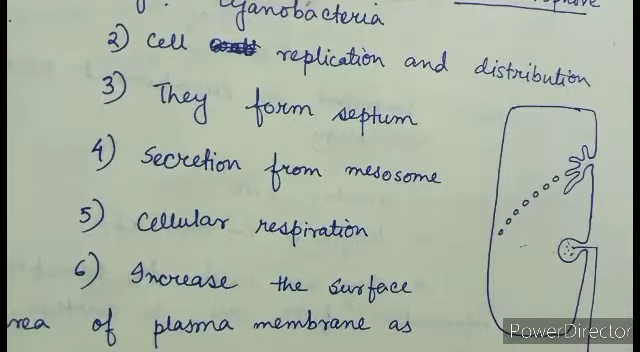 Cyanobacteria
2) Cell replication and distribution
3) They form septum
4) Secretion from mesosome
5) Cellular respiration
6) Increase the surface
area of plasma membrane as
PowerDirector